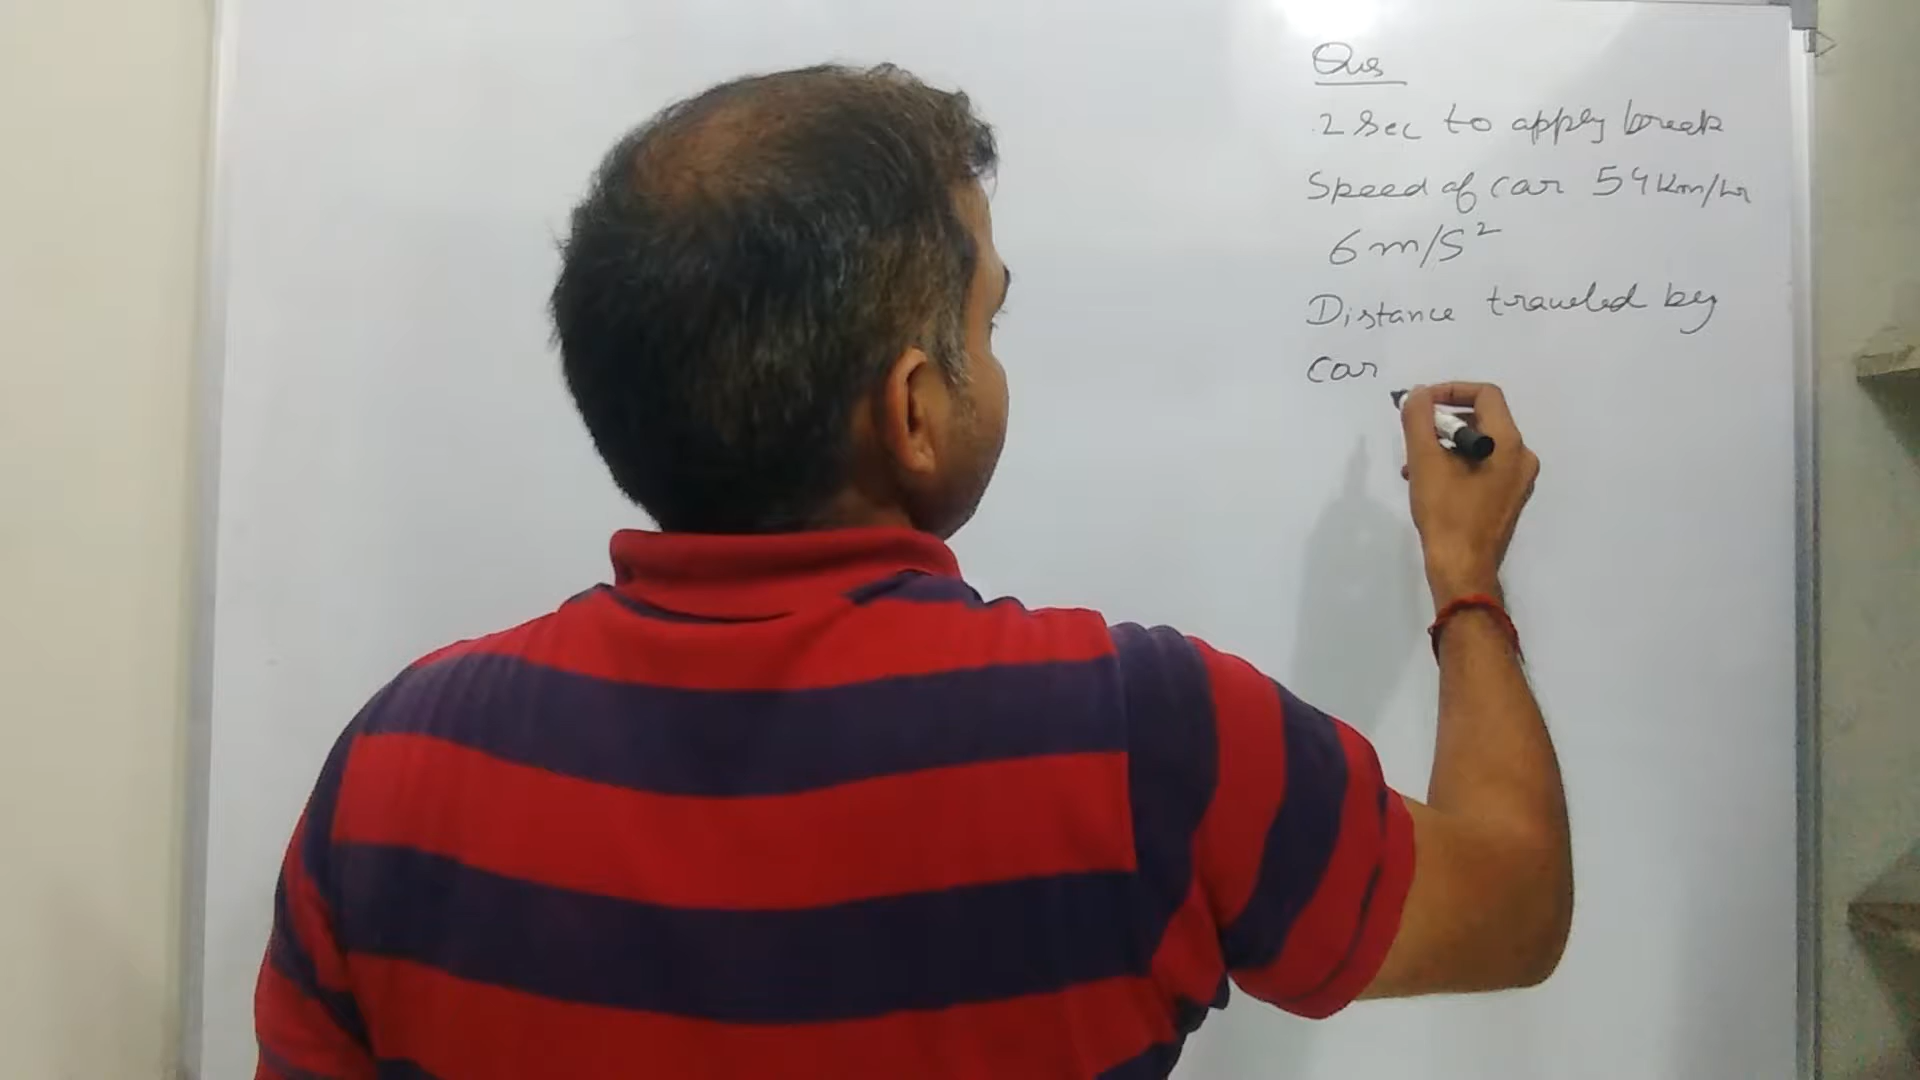 Ques
.2 Sec to apply break
Speed of car 54 Km/hr
6 m/s²
Distance traveled by
car